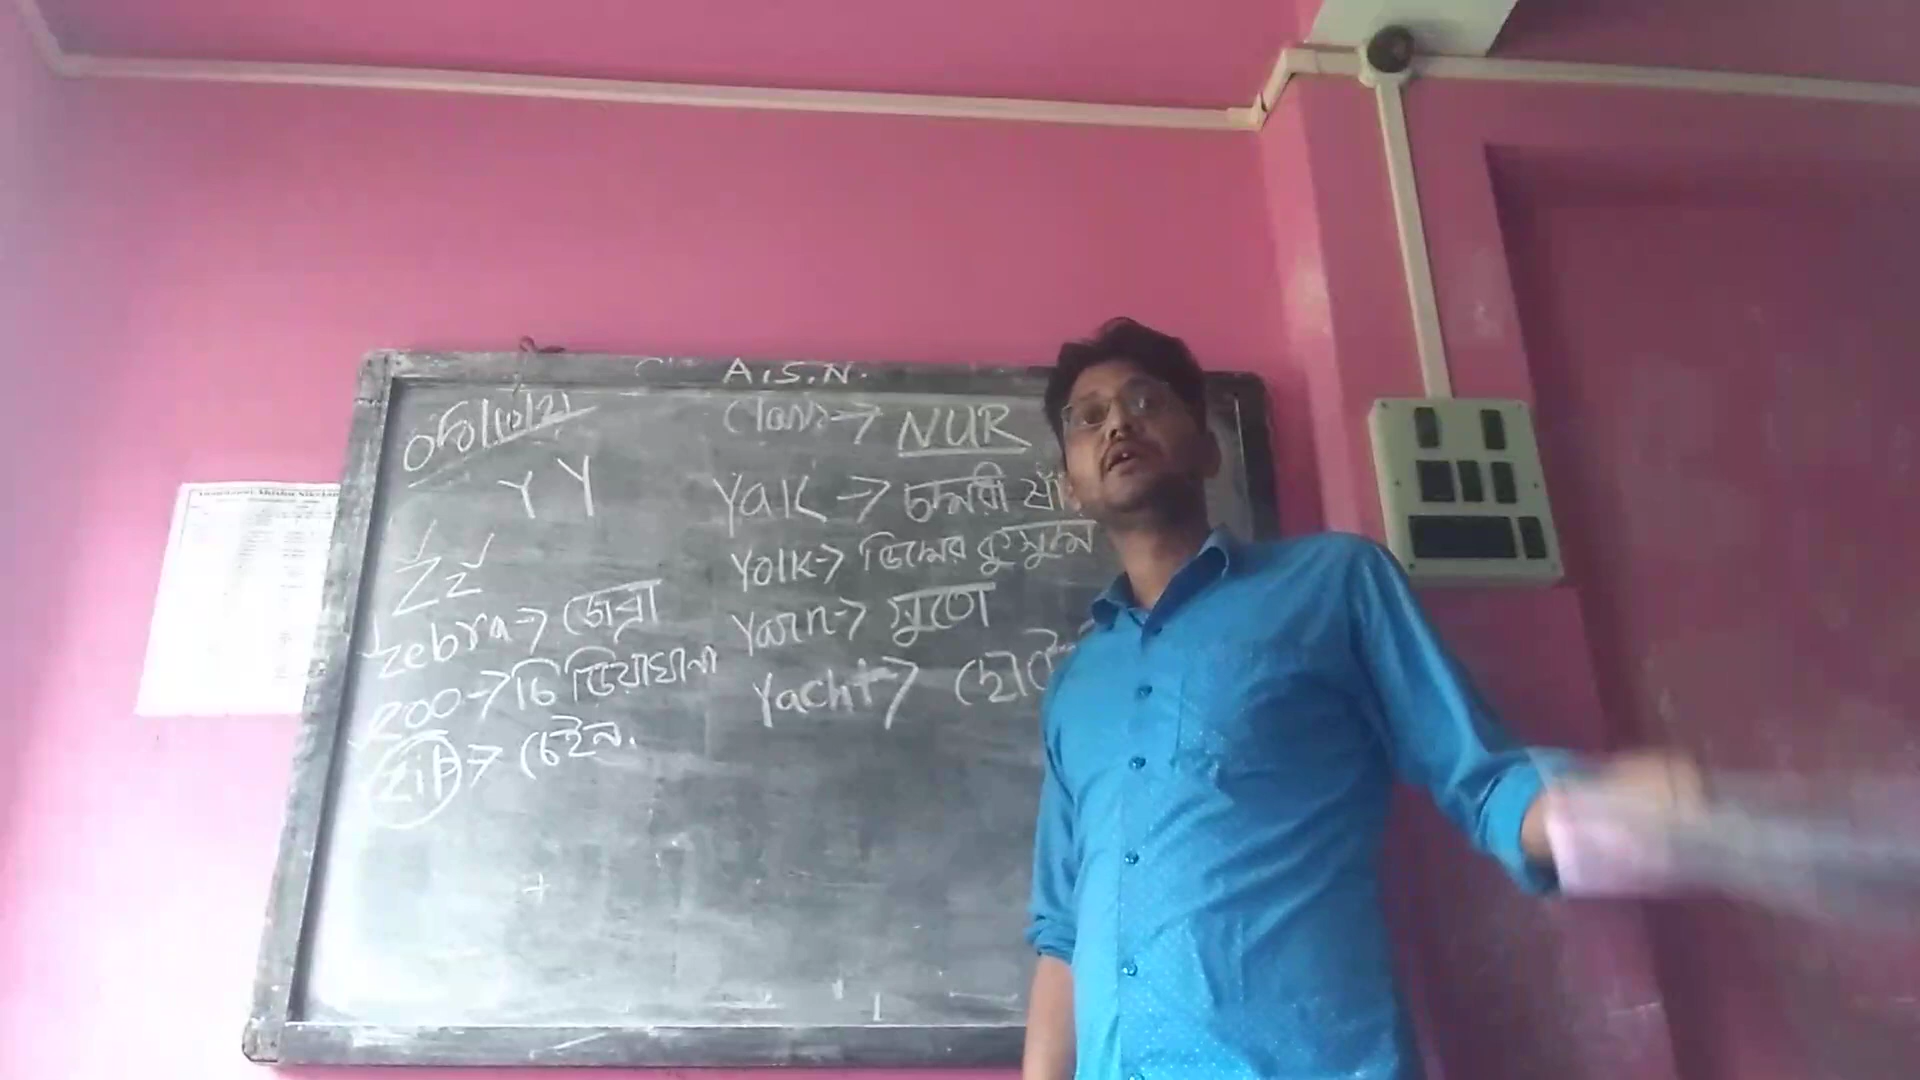 A.S.N.
Class→ NUR
Y Y
Yak → চমরী
Yolk→ ডিমের কুসুম
Yarn→ সুতো
Yacht→
Z z
Zebra→ জেব্রা
zoo→ চিড়িয়াখানা
Zip→ চেইন.